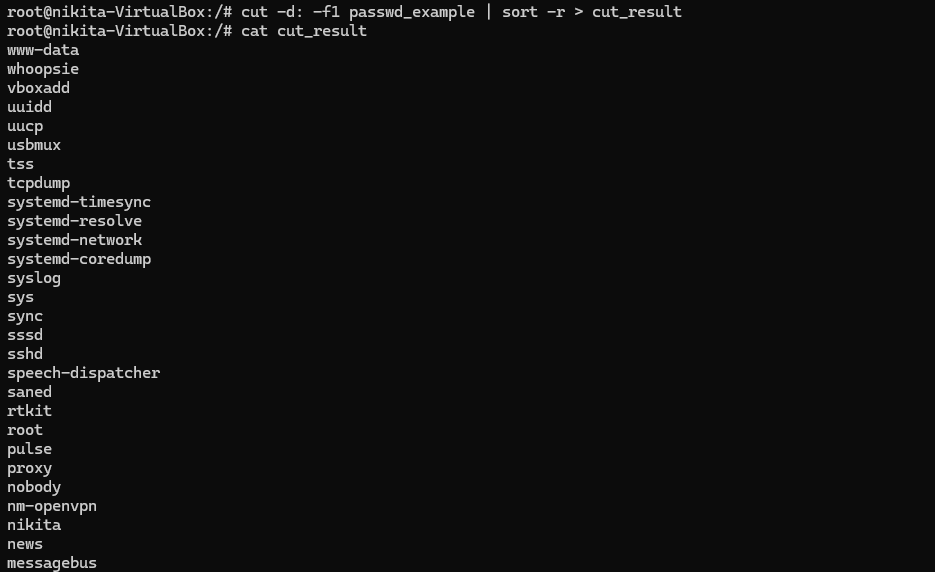 root@nikita-VirtualBox:/# cut -d: -f1 passwd_example | sort -r > cut_result
root@nikita-VirtualBox:/# cat cut_result
www-data
whoopsie
vboxadd
uuidd
uucp
usbmux
tss
tcpdump
systemd-timesync
systemd-resolve
systemd-network
systemd-coredump
syslog
sys
sync
sssd
sshd
speech-dispatcher
saned
rtkit
root
pulse
proxy
nobody
nm-openvpn
nikita
news
messagebus